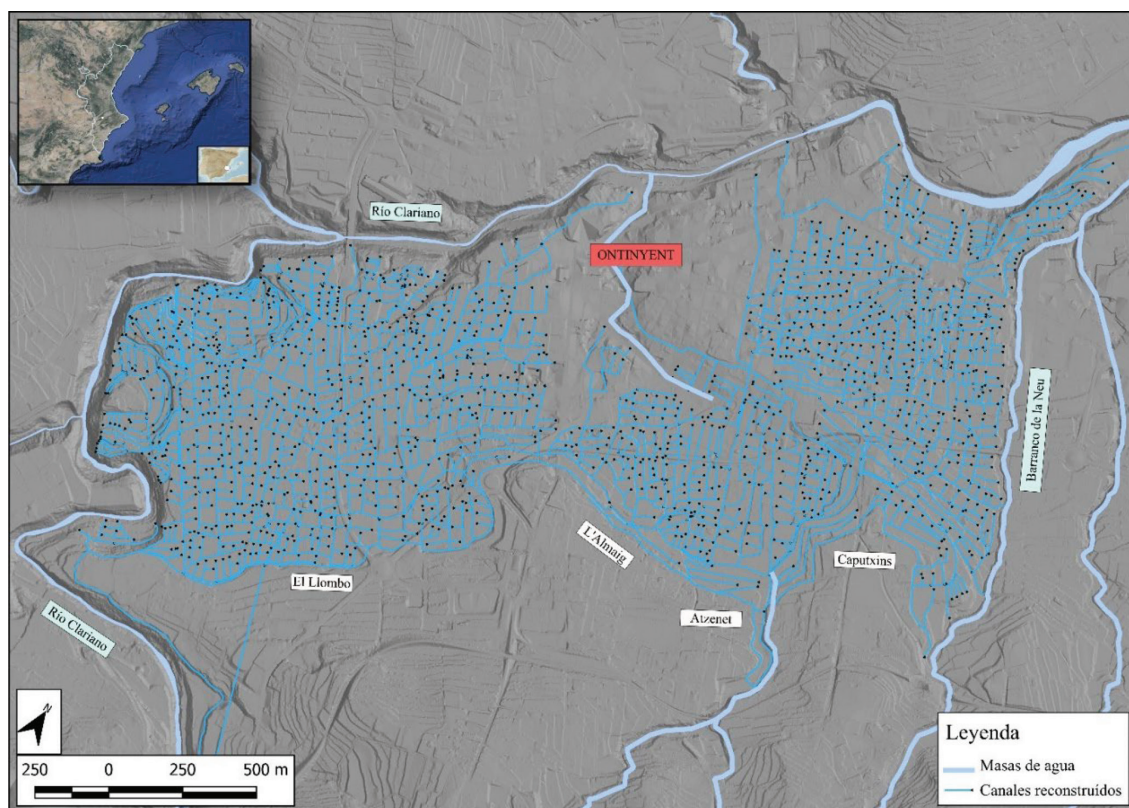 Río Clariano
ONTINYENT
Barranco de la Neu
L'Almaig
Caputxins
El Llombo
Atzenet
Río Clariano
N
250 0 250 500 m
Leyenda
Masas de agua
Canales reconstruídos